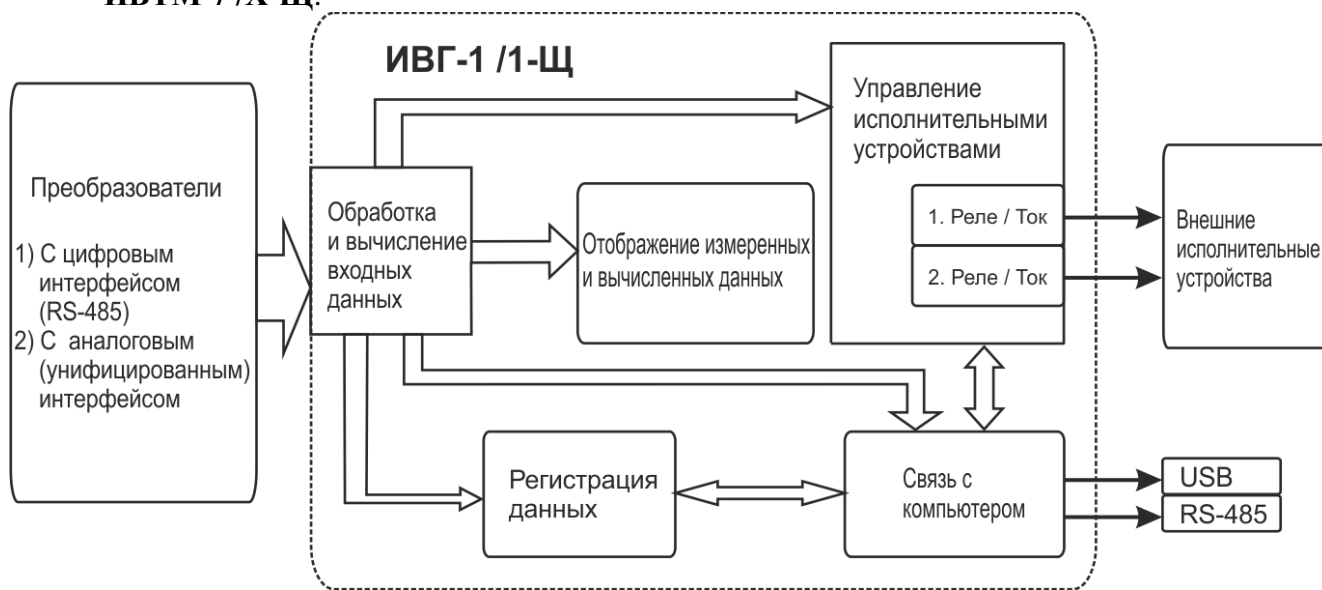 ИВГ-1 /1-Щ
Преобразователи
1) С цифровым
интерфейсом
(RS-485)
2) С аналоговым
(унифицированным)
интерфейсом
Обработка
и вычисление
входных
данных
Отображение измеренных
и вычисленных данных
Управление
исполнительными
устройствами
1. Реле / Ток
2. Реле / Ток
Внешние
исполнительные
устройства
Регистрация
данных
Связь с
компьютером
USB
RS-485